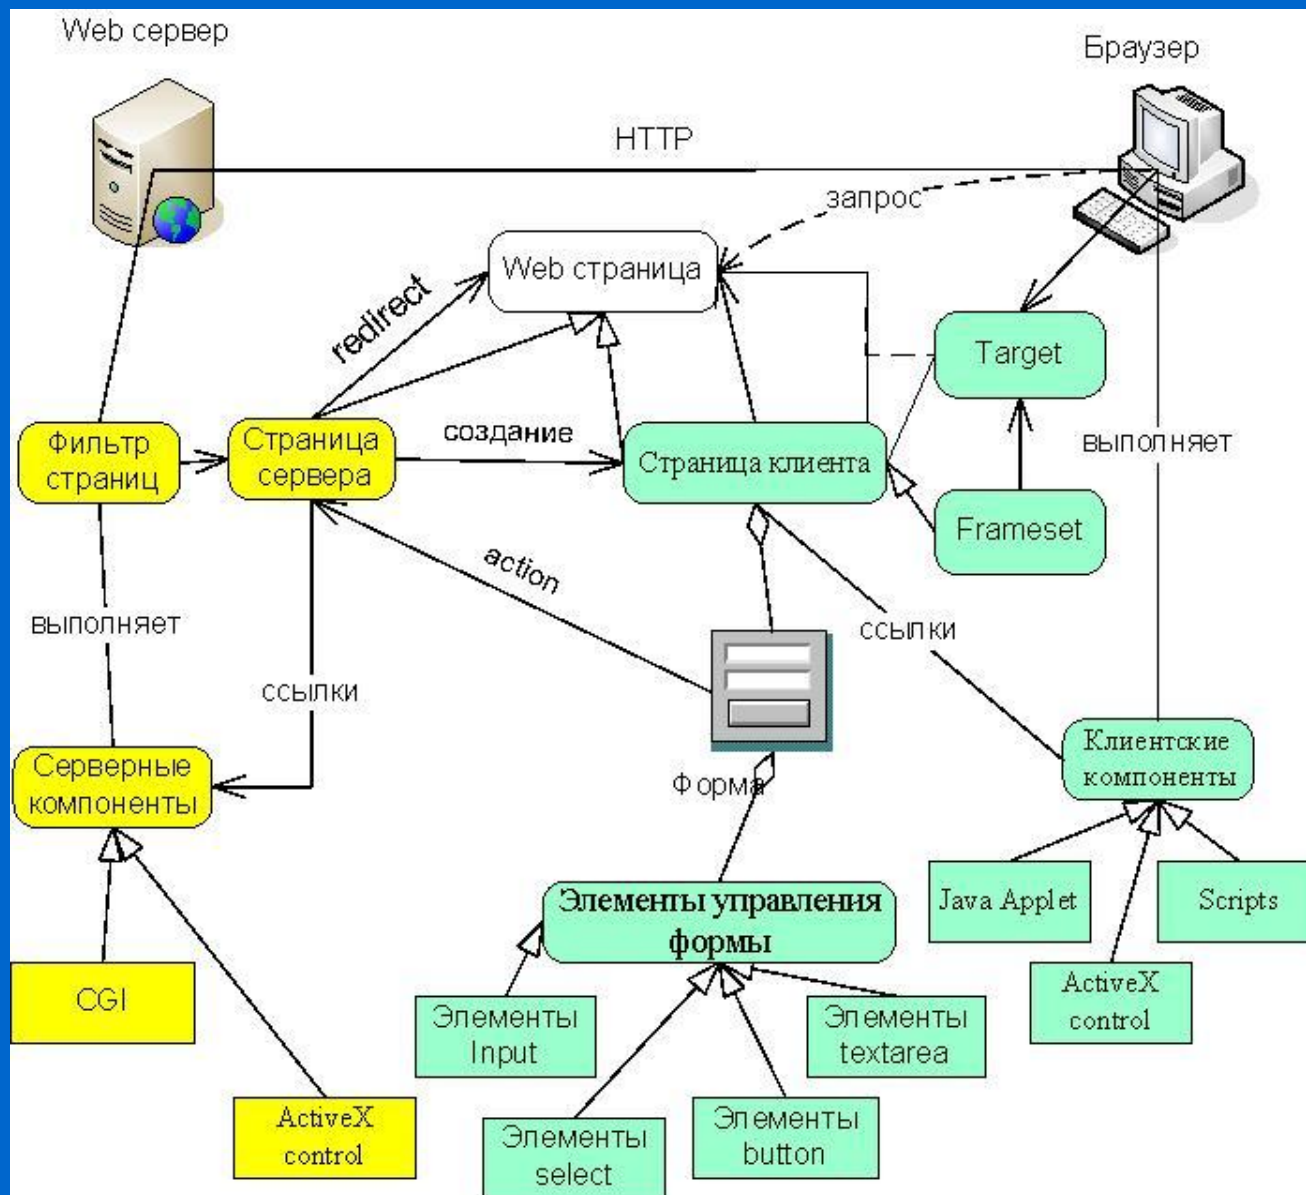 Web сервер
Браузер
HTTP
запрос
Web страница
redirect
Target
Фильтр
страниц
Страница
сервера
создание
Страница клиента
выполняет
Frameset
action
выполняет
ссылки
ссылки
Серверные
компоненты
Форма
Клиентские
компоненты
Элементы управления
формы
Java Applet
Scripts
CGI
Элементы
Input
Элементы
textarea
ActiveX
control
ActiveX
control
Элементы
select
Элементы
button